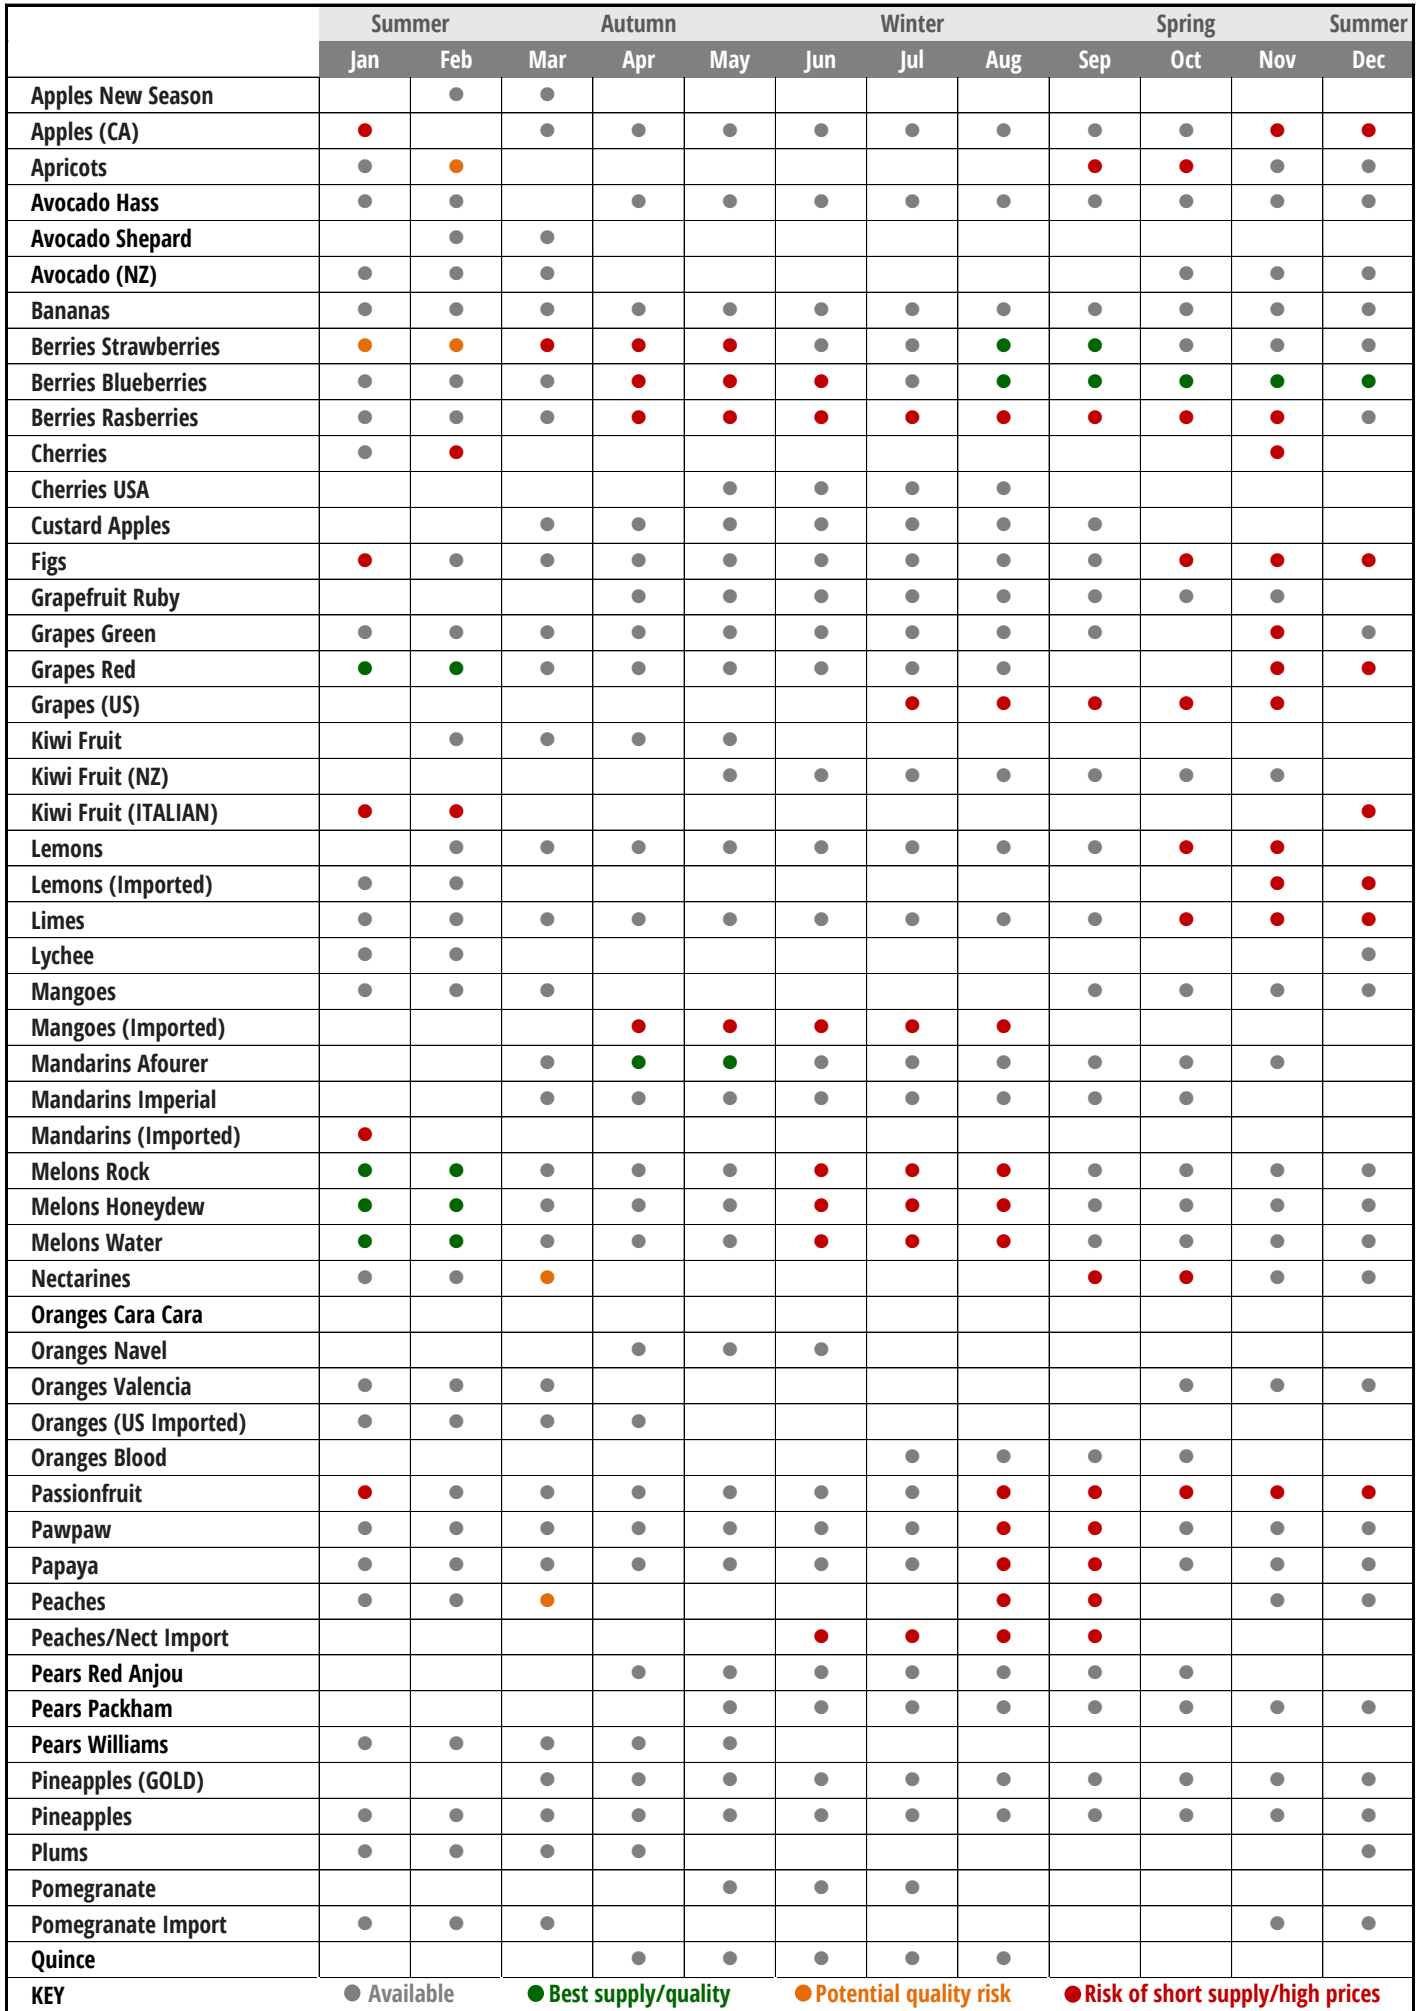 Summer Autumn Winter Spring Summer
Jan Feb Mar Apr May Jun Jul Aug Sep Oct Nov Dec
Apples New Season
Apples (CA)
Apricots
Avocado Hass
Avocado Shepard
Avocado (NZ)
Bananas
Berries Strawberries
Berries Blueberries
Berries Rasberries
Cherries
Cherries USA
Custard Apples
Figs
Grapefruit Ruby
Grapes Green
Grapes Red
Grapes (US)
Kiwi Fruit
Kiwi Fruit (NZ)
Kiwi Fruit (ITALIAN)
Lemons
Lemons (Imported)
Limes
Lychee
Mangoes
Mangoes (Imported)
Mandarins Afourer
Mandarins Imperial
Mandarins (Imported)
Melons Rock
Melons Honeydew
Melons Water
Nectarines
Oranges Cara Cara
Oranges Navel
Oranges Valencia
Oranges (US Imported)
Oranges Blood
Passionfruit
Pawpaw
Papaya
Peaches
Peaches/Nect Import
Pears Red Anjou
Pears Packham
Pears Williams
Pineapples (GOLD)
Pineapples
Plums
Pomegranate
Pomegranate Import
Quince
KEY Available Best supply/quality Potential quality risk Risk of short supply/high prices